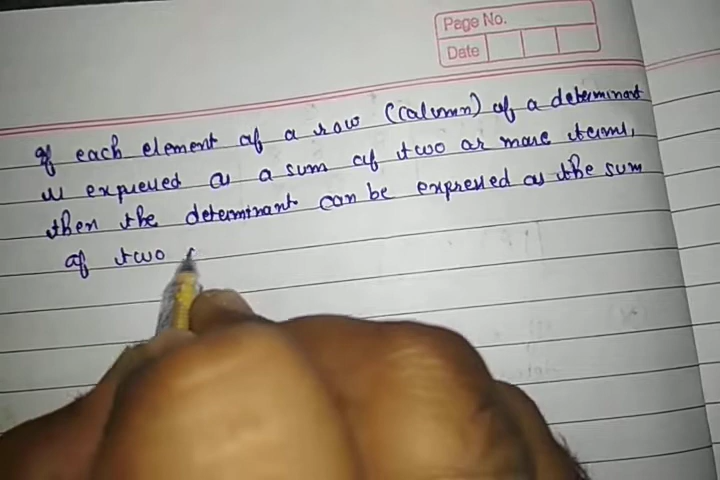 Page No.
Date
If each element of a row (column) of a determinant
is expressed as a sum of two or more terms,
then the determinant can be expressed as the sum
of two